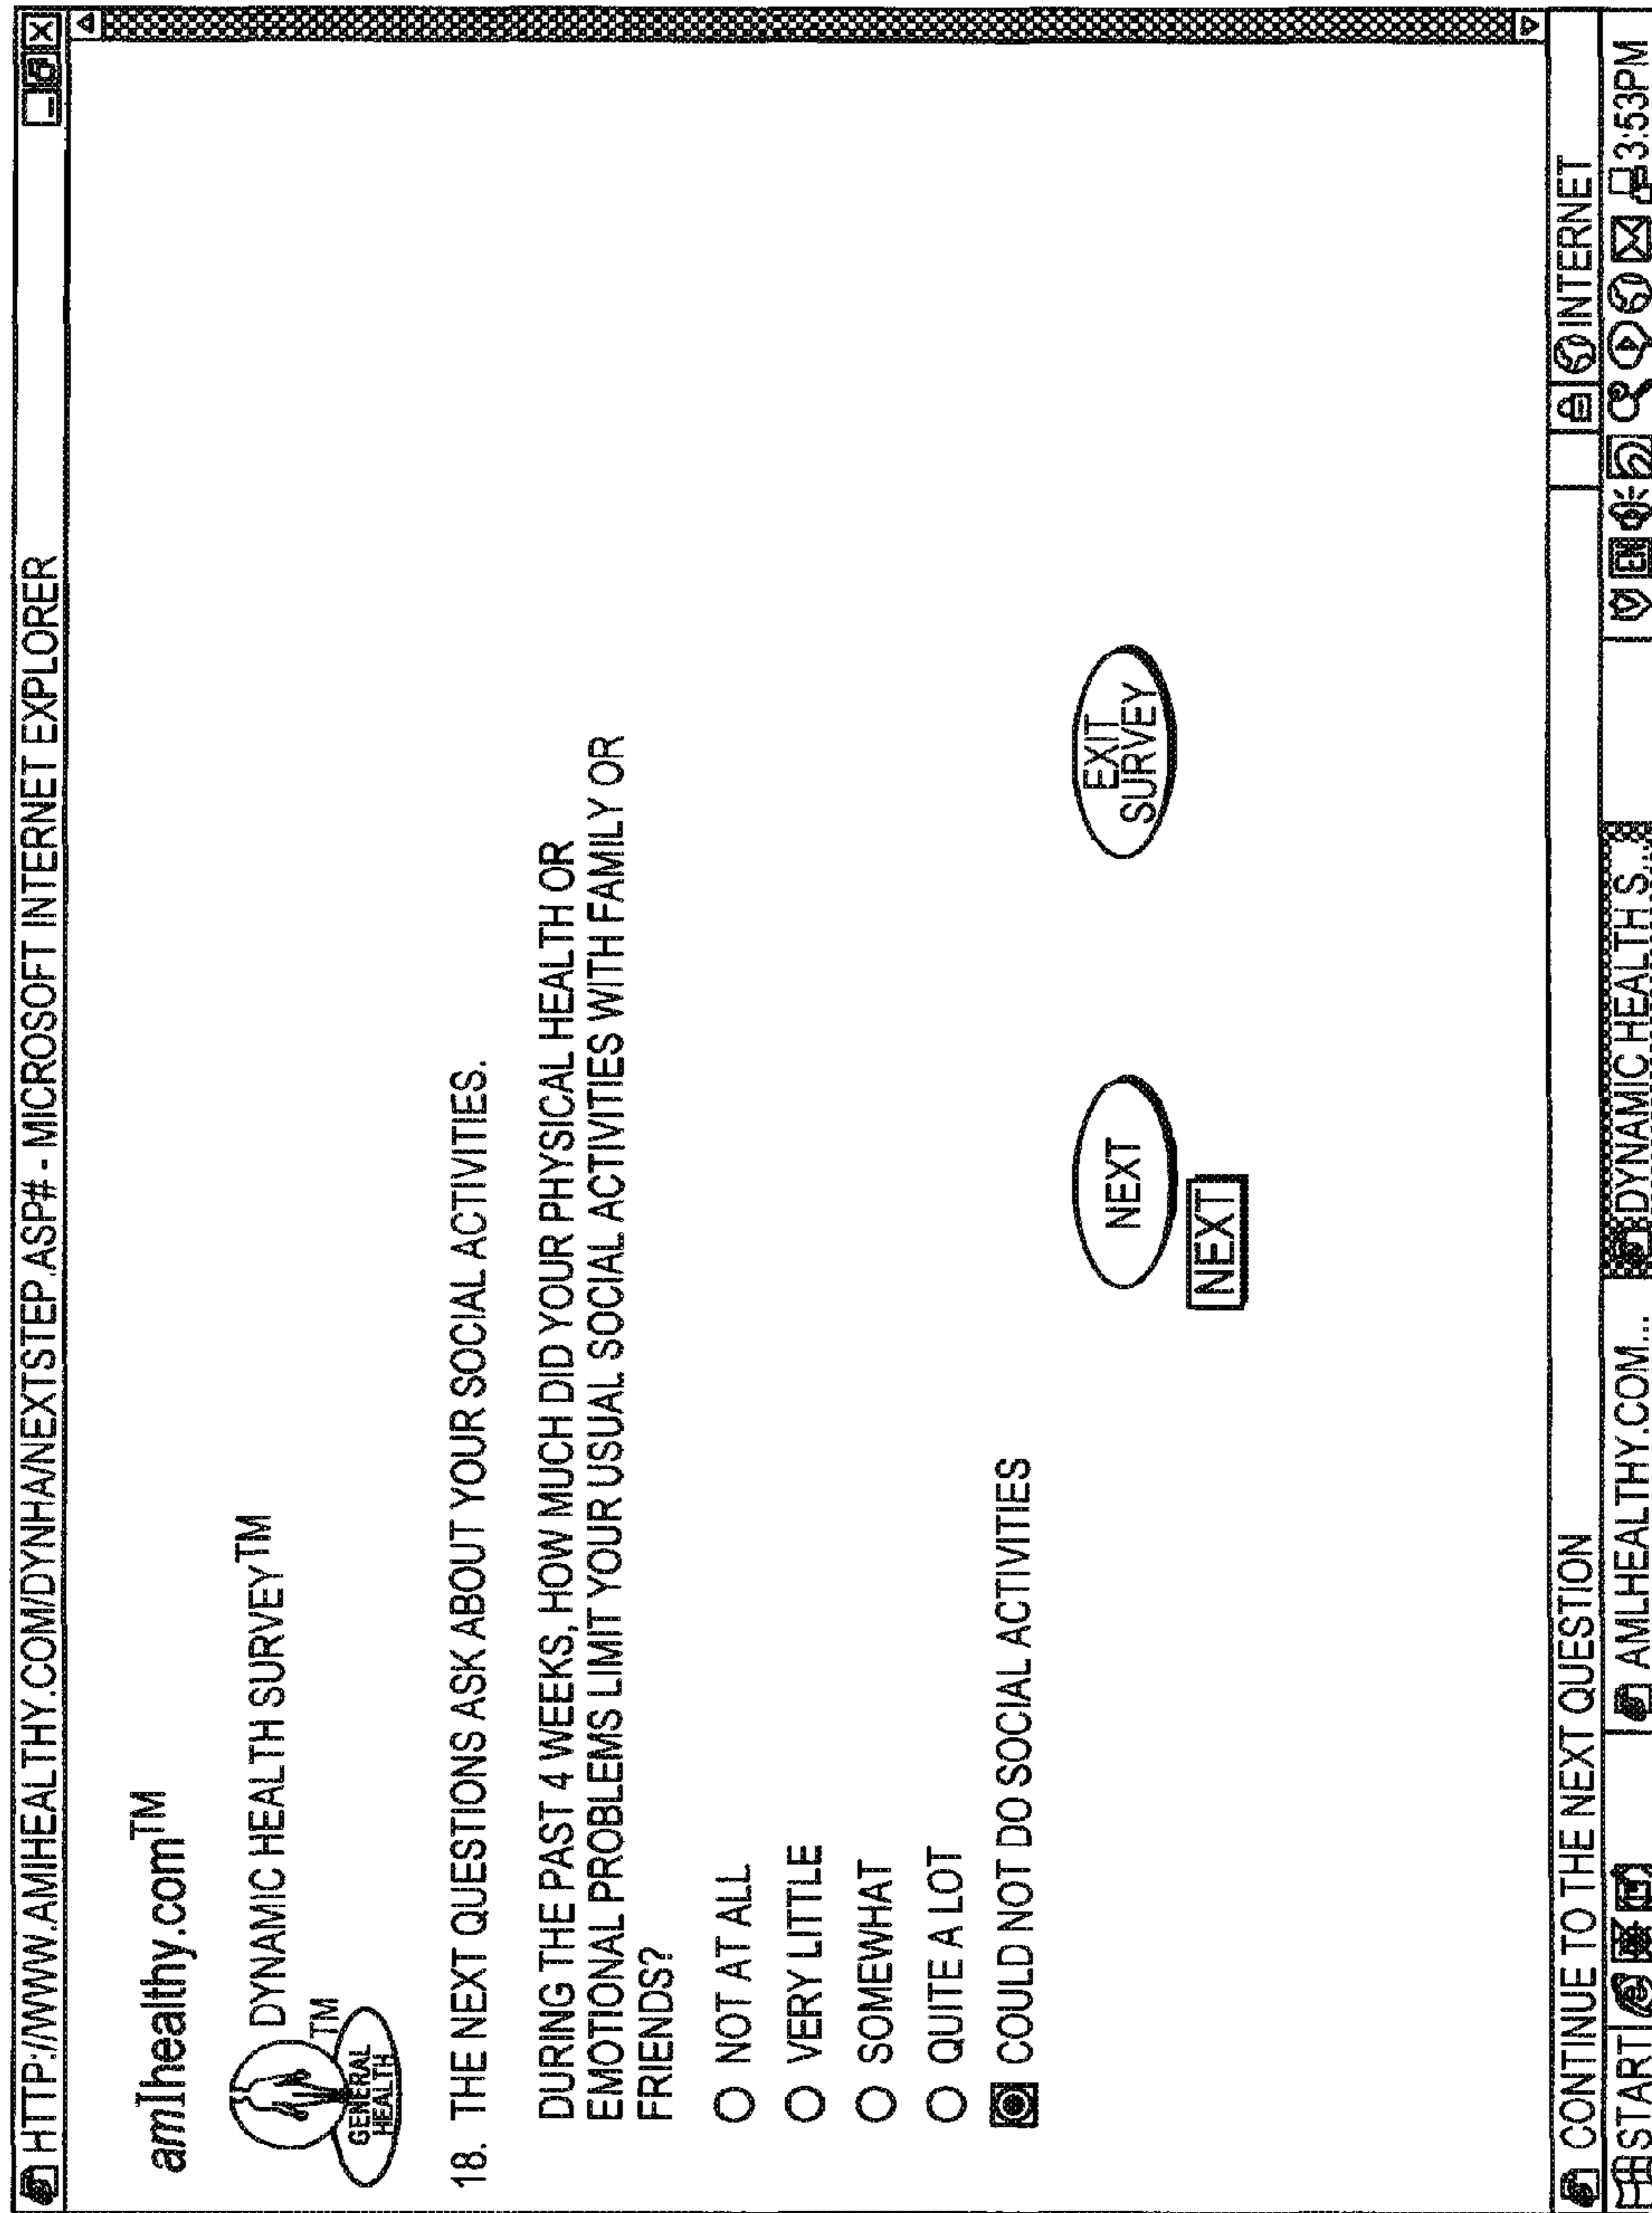 HTTP://WWW.AMIHEALTHY.COM/DYNHA/NEXTSTEP.ASP# - MICROSOFT INTERNET EXPLORER
amIhealthy.com™
DYNAMIC HEALTH SURVEY™
TM
GENERAL
HEALTH
18. THE NEXT QUESTIONS ASK ABOUT YOUR SOCIAL ACTIVITIES.
DURING THE PAST 4 WEEKS, HOW MUCH DID YOUR PHYSICAL HEALTH OR
EMOTIONAL PROBLEMS LIMIT YOUR USUAL SOCIAL ACTIVITIES WITH FAMILY OR
FRIENDS?
NOT AT ALL
VERY LITTLE
SOMEWHAT
QUITE A LOT
COULD NOT DO SOCIAL ACTIVITIES
NEXT
EXIT
SURVEY
NEXT
CONTINUE TO THE NEXT QUESTION
INTERNET
START
AMLHEALTHY.COM...
DYNAMIC HEALTH S...
EN
3:53PM